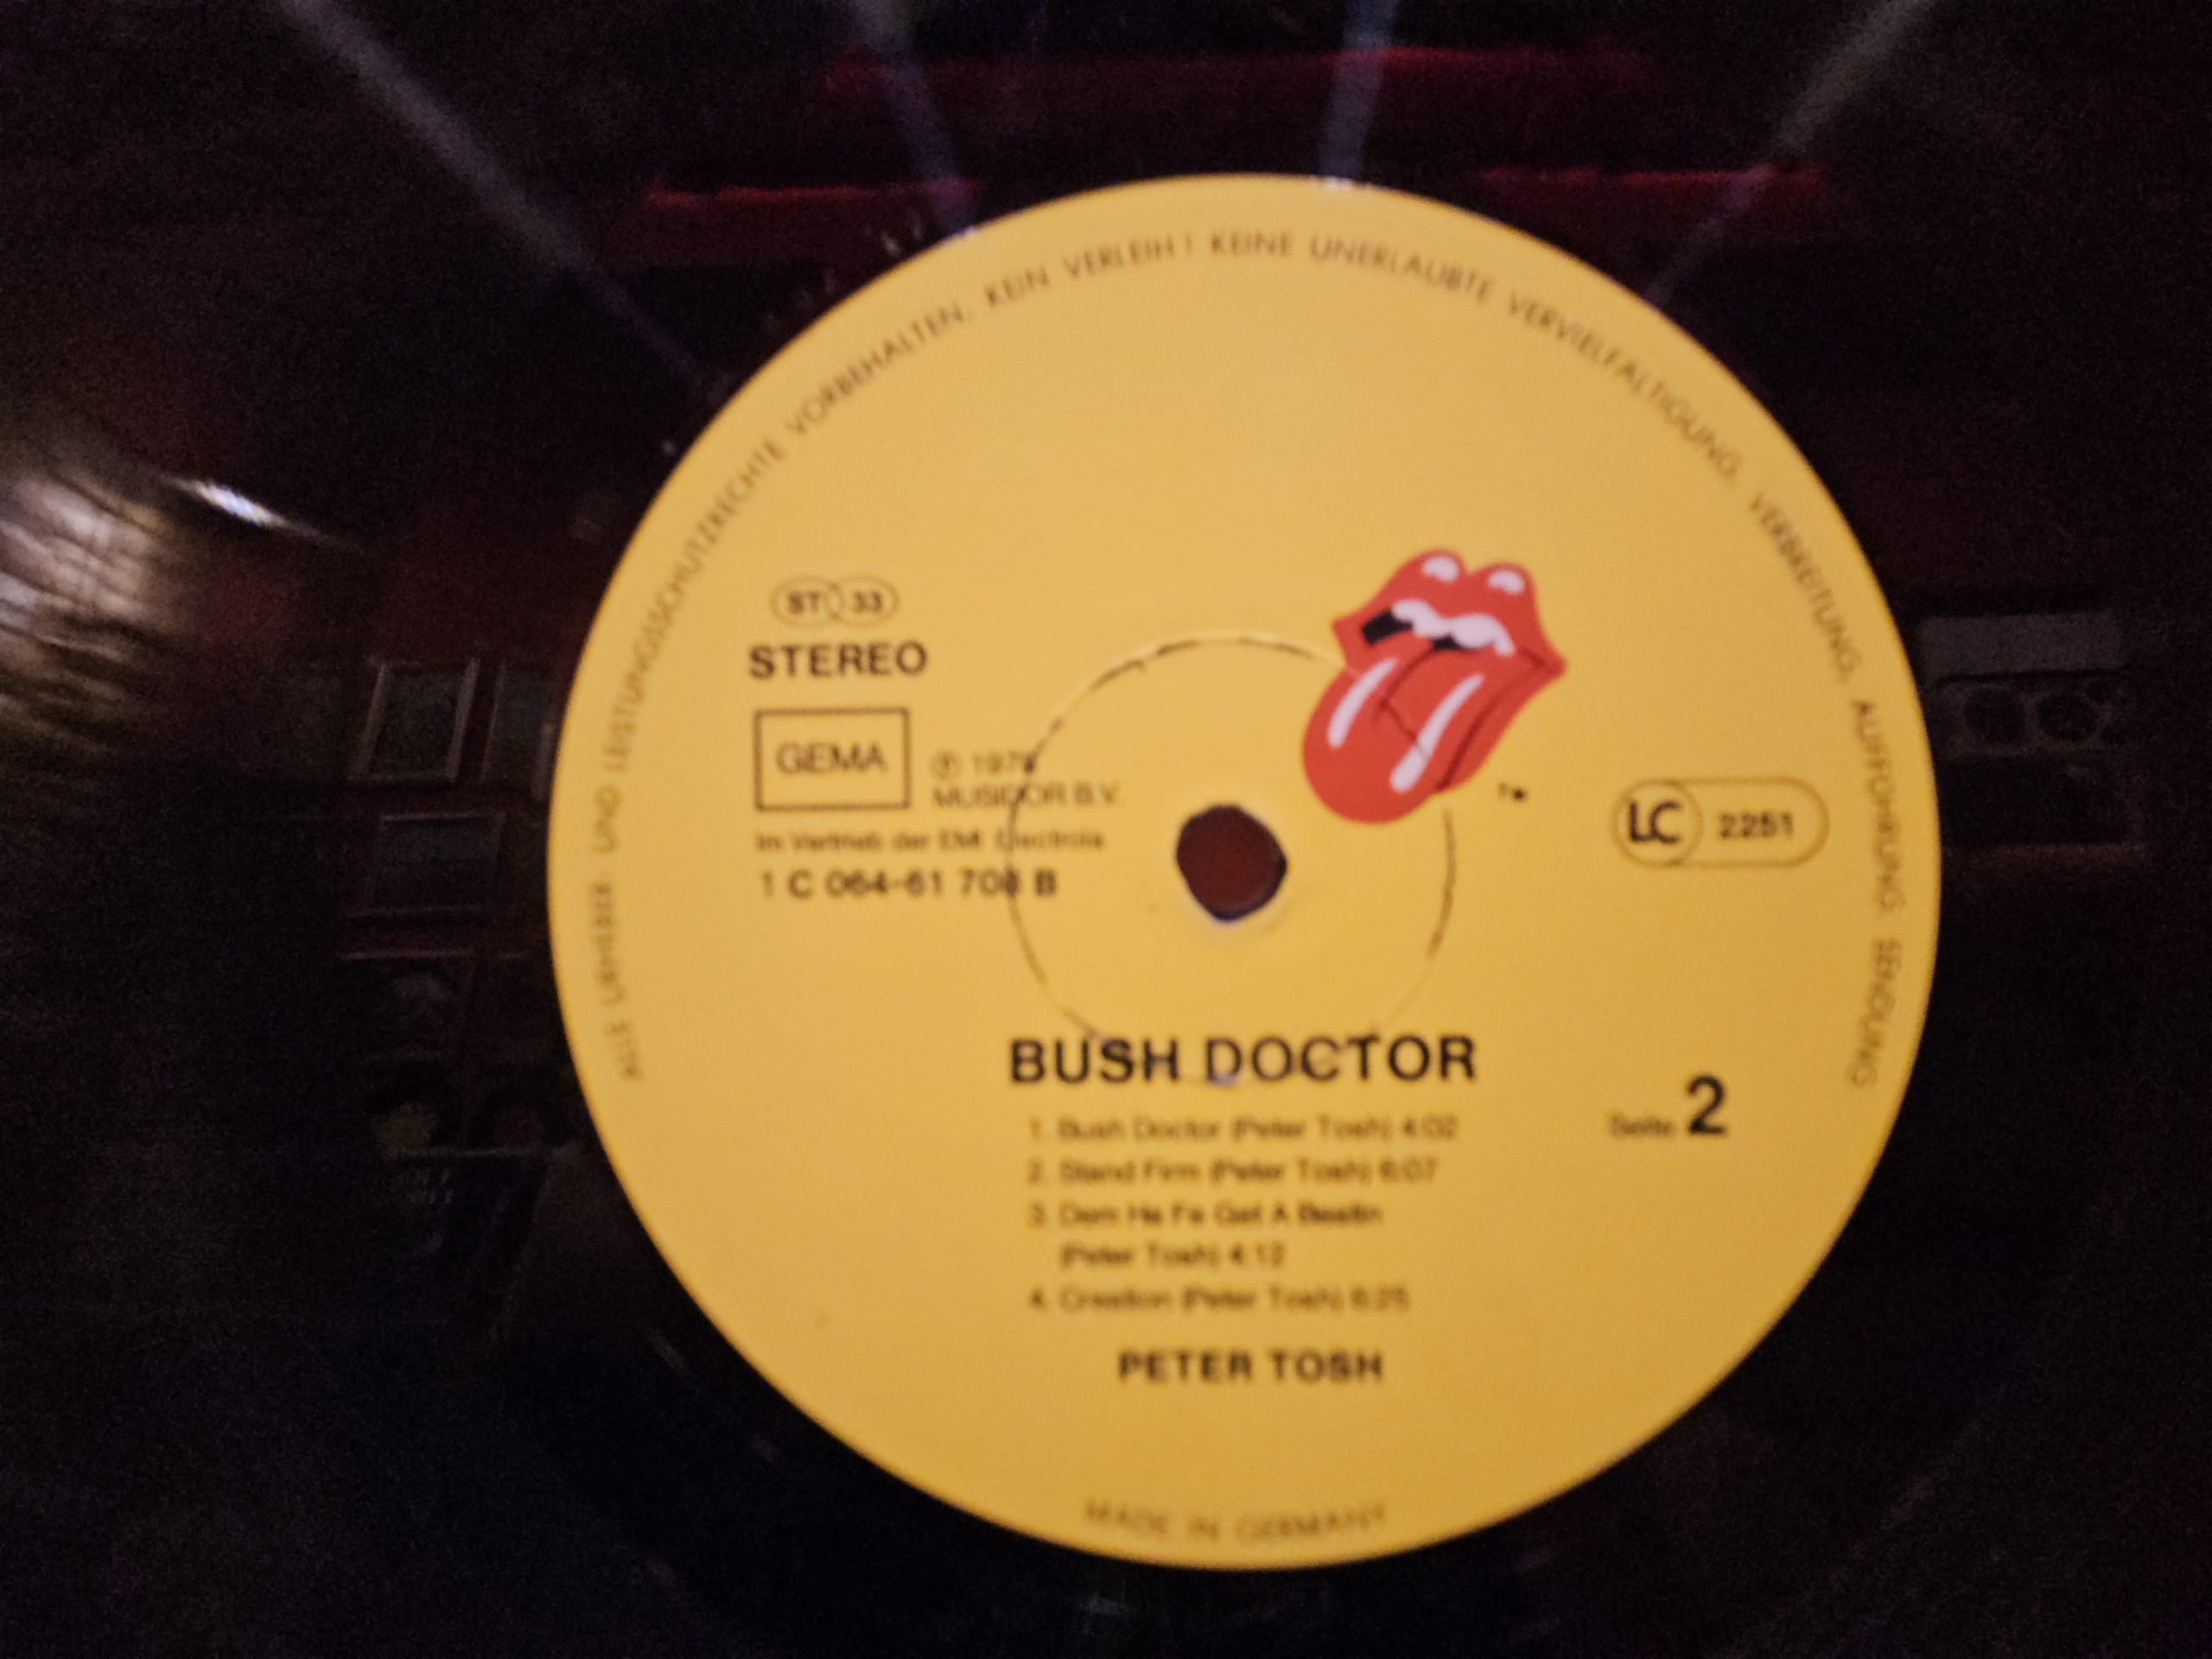 ALLE URHEBER- UND LEISTUNGSSCHUTZRECHTE VORBEHALTEN. KEIN VERLEIH! KEINE UNERLAUBTE VERVIELFÄLTIGUNG, VERBREITUNG, AUFFÜHRUNG, SENDUNG
ST 33
STEREO
GEMA
℗ 1978
MUSIDOR B.V.
Im Vertrieb der EMI Electrola
1 C 064-61 708 B
TM
LC 2251
BUSH DOCTOR
Seite 2
1. Bush Doctor (Peter Tosh) 4:02
2. Stand Firm (Peter Tosh) 6:07
3. Dem Ha Fe Get A Beatin
(Peter Tosh) 4:12
4. Creation (Peter Tosh) 6:25
PETER TOSH
MADE IN GERMANY